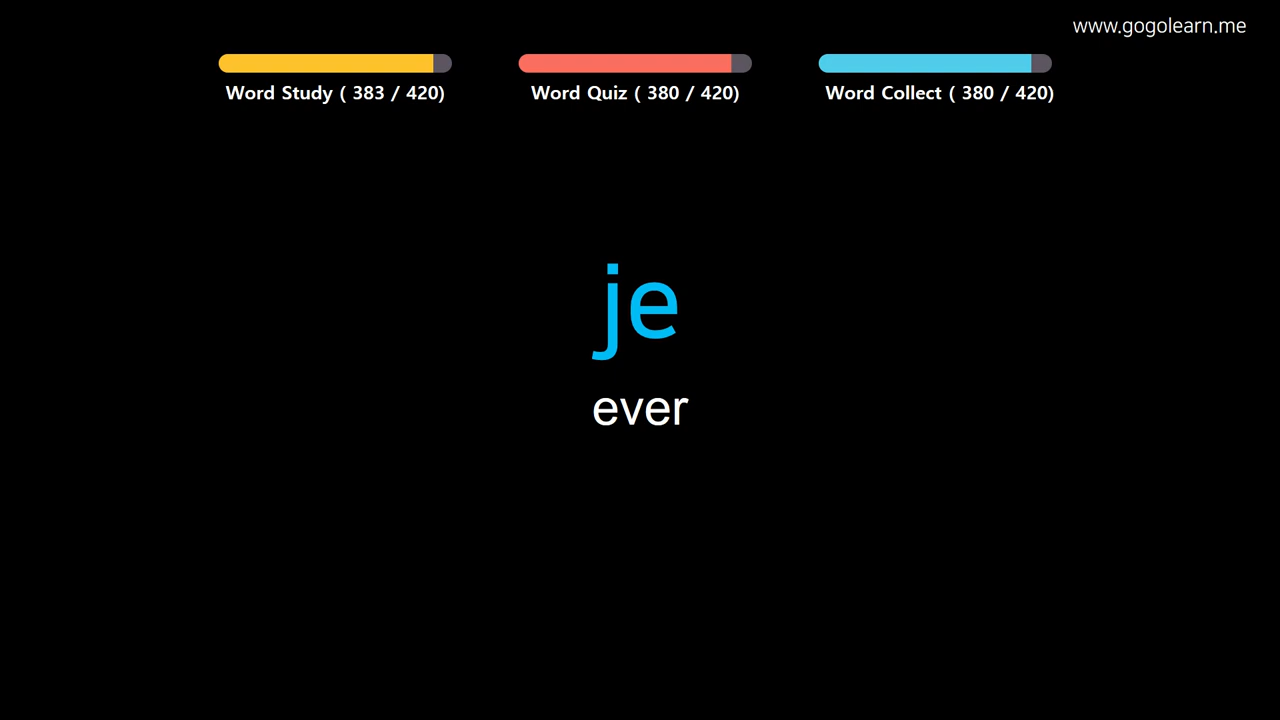 www.gogolearn.me
Word Study ( 383 / 420)
Word Quiz ( 380 / 420)
Word Collect ( 380 / 420)
je
ever